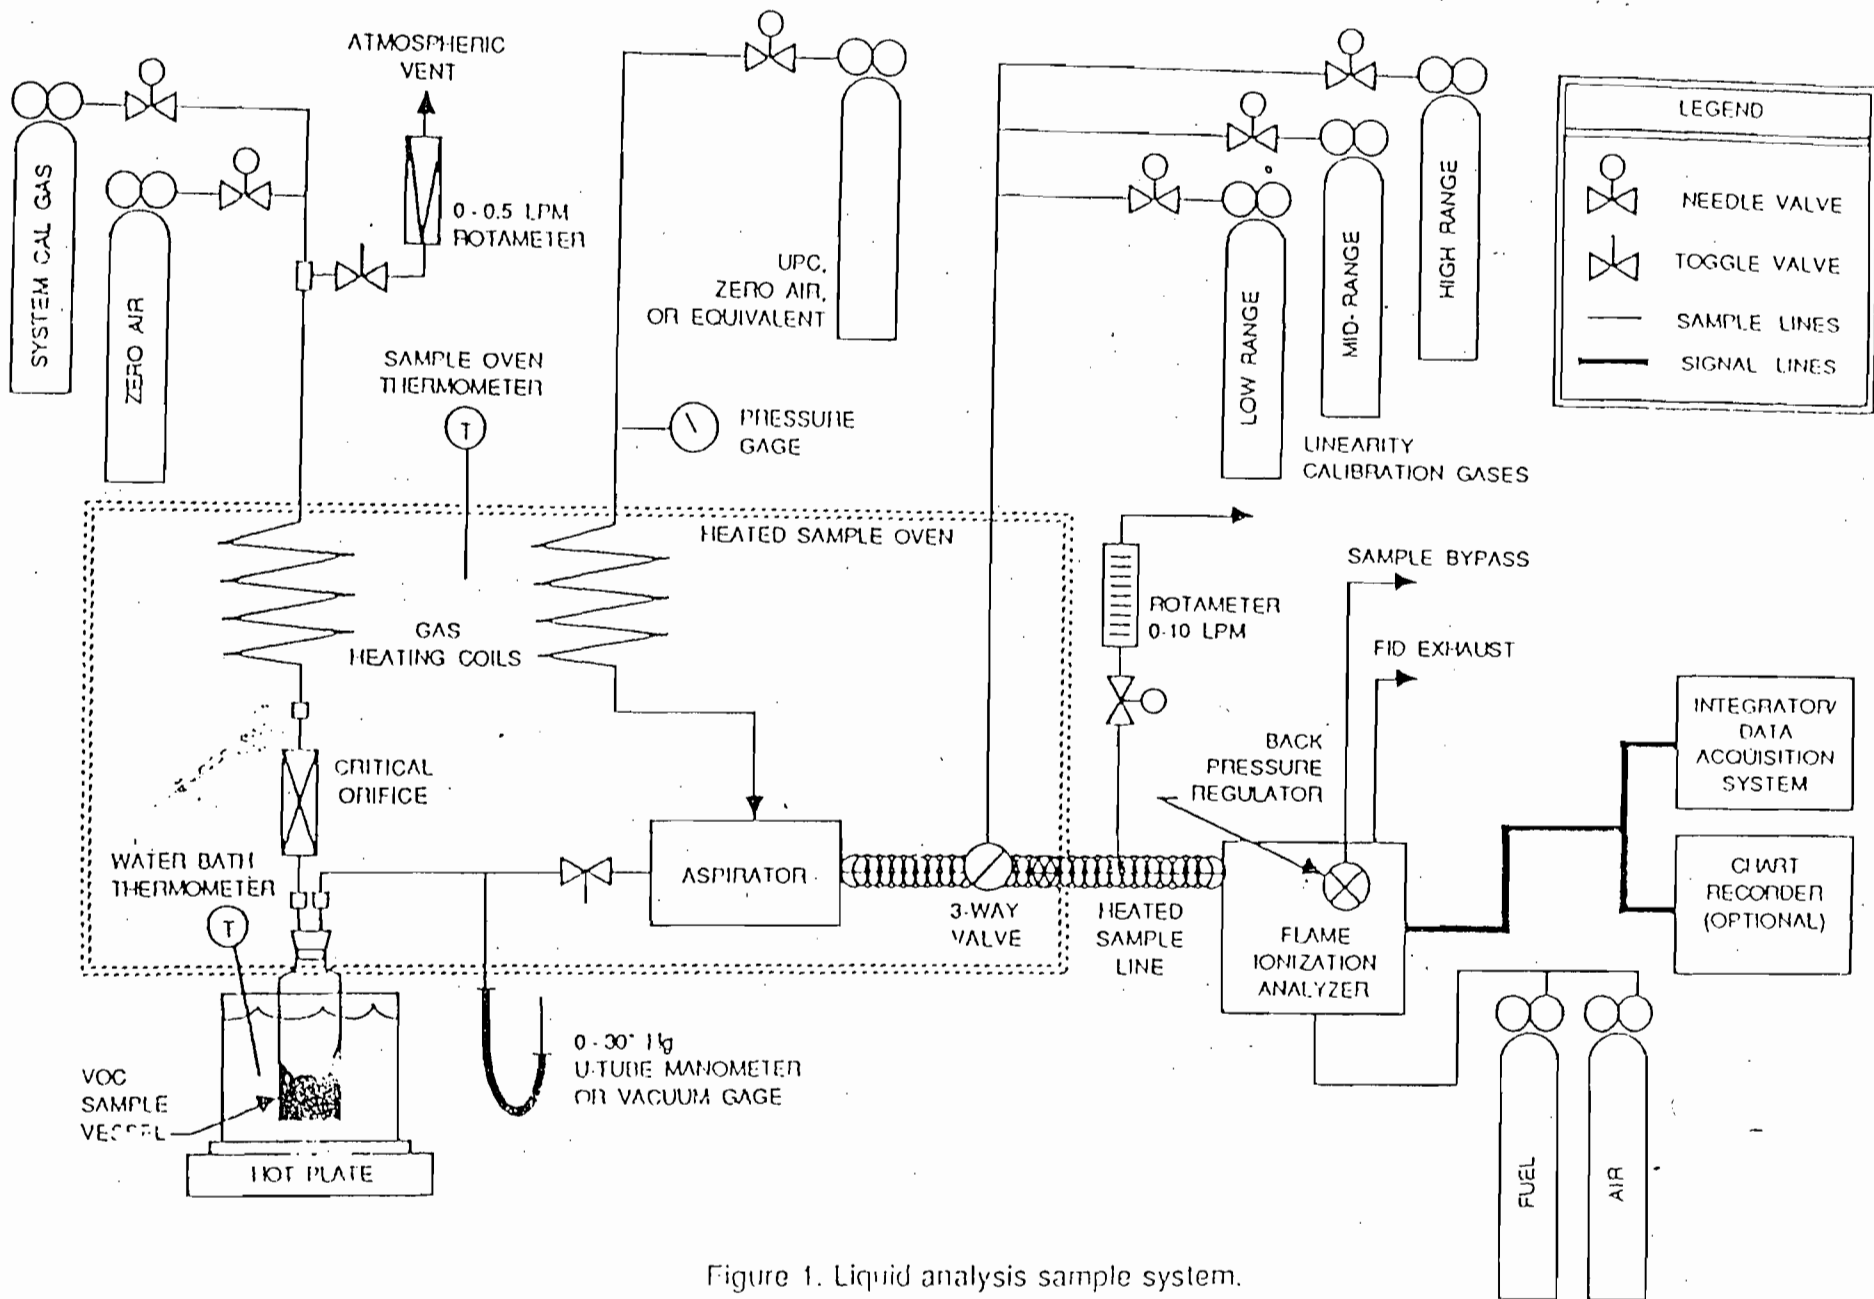 ATMOSPHERIC
VENT
SYSTEM CAL GAS
ZERO AIR
0-0.5 LPM
ROTAMETER
UPC,
ZERO AIR,
OR EQUIVALENT
SAMPLE OVEN
THERMOMETER
T
PRESSURE
GAGE
LOW RANGE
MID-RANGE
HIGH RANGE
LINEARITY
CALIBRATION GASES
LEGEND
NEEDLE VALVE
TOGGLE VALVE
SAMPLE LINES
SIGNAL LINES
HEATED SAMPLE OVEN
GAS
HEATING COILS
CRITICAL
ORIFICE
WATER BATH
THERMOMETER
T
ASPIRATOR
3-WAY
VALVE
HEATED
SAMPLE
LINE
ROTAMETER
0-10 LPM
SAMPLE BYPASS
FID EXHAUST
BACK
PRESSURE
REGULATOR
FLAME
IONIZATION
ANALYZER
INTEGRATOR/
DATA
ACQUISITION
SYSTEM
CHART
RECORDER
(OPTIONAL)
VOC
SAMPLE
VESSEL
HOT PLATE
0-30" Hg
U-TUBE MANOMETER
OR VACUUM GAGE
FUEL
AIR
Figure 1. Liquid analysis sample system.